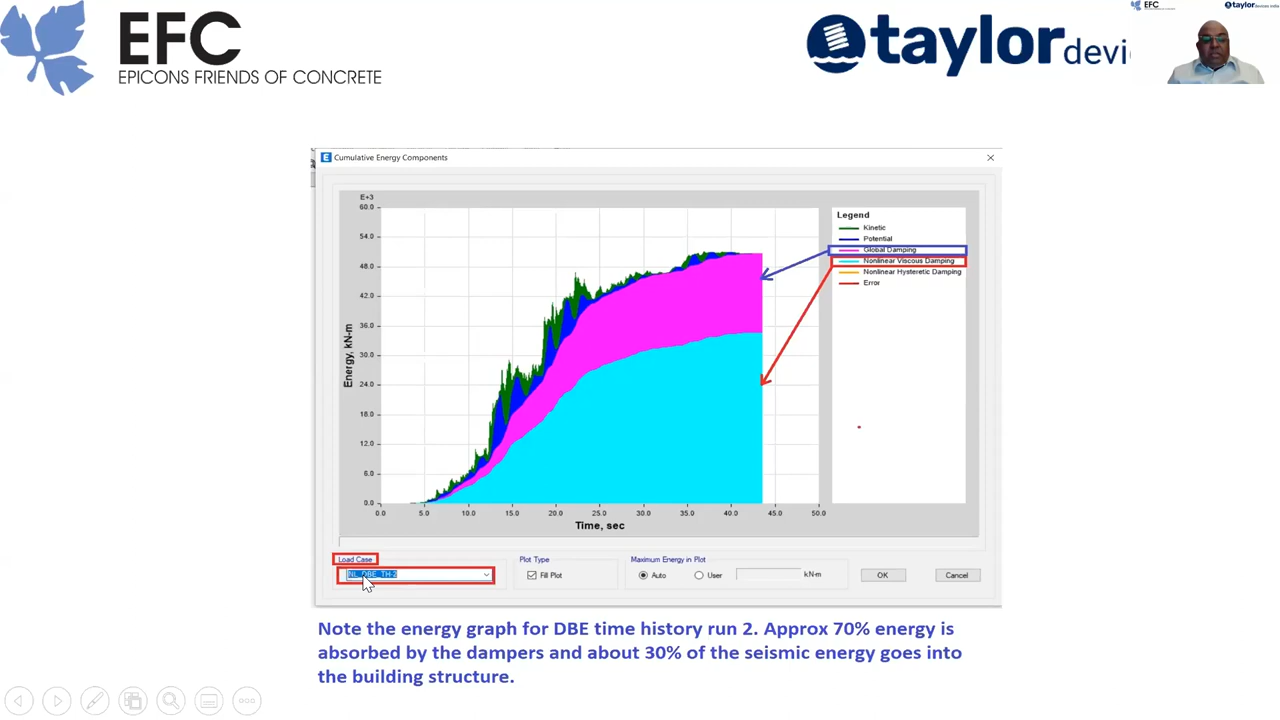 EFC
EPICONS FRIENDS OF CONCRETE
taylor devi
EFC
taylor devices india
Cumulative Energy Components
E+3
60.0
54.0
48.0
42.0
36.0
30.0
24.0
18.0
12.0
6.0
0.0
Energy, kN-m
0.0 5.0 10.0 15.0 20.0 25.0 30.0 35.0 40.0 45.0 50.0
Time, sec
Legend
Kinetic
Potential
Global Damping
Nonlinear Viscous Damping
Nonlinear Hysteretic Damping
Error
Load Case
NL_DBE_TH-2
Plot Type
Fill Plot
Maximum Energy in Plot
Auto
User
kN-m
OK
Cancel
Note the energy graph for DBE time history run 2. Approx 70% energy is
absorbed by the dampers and about 30% of the seismic energy goes into
the building structure.